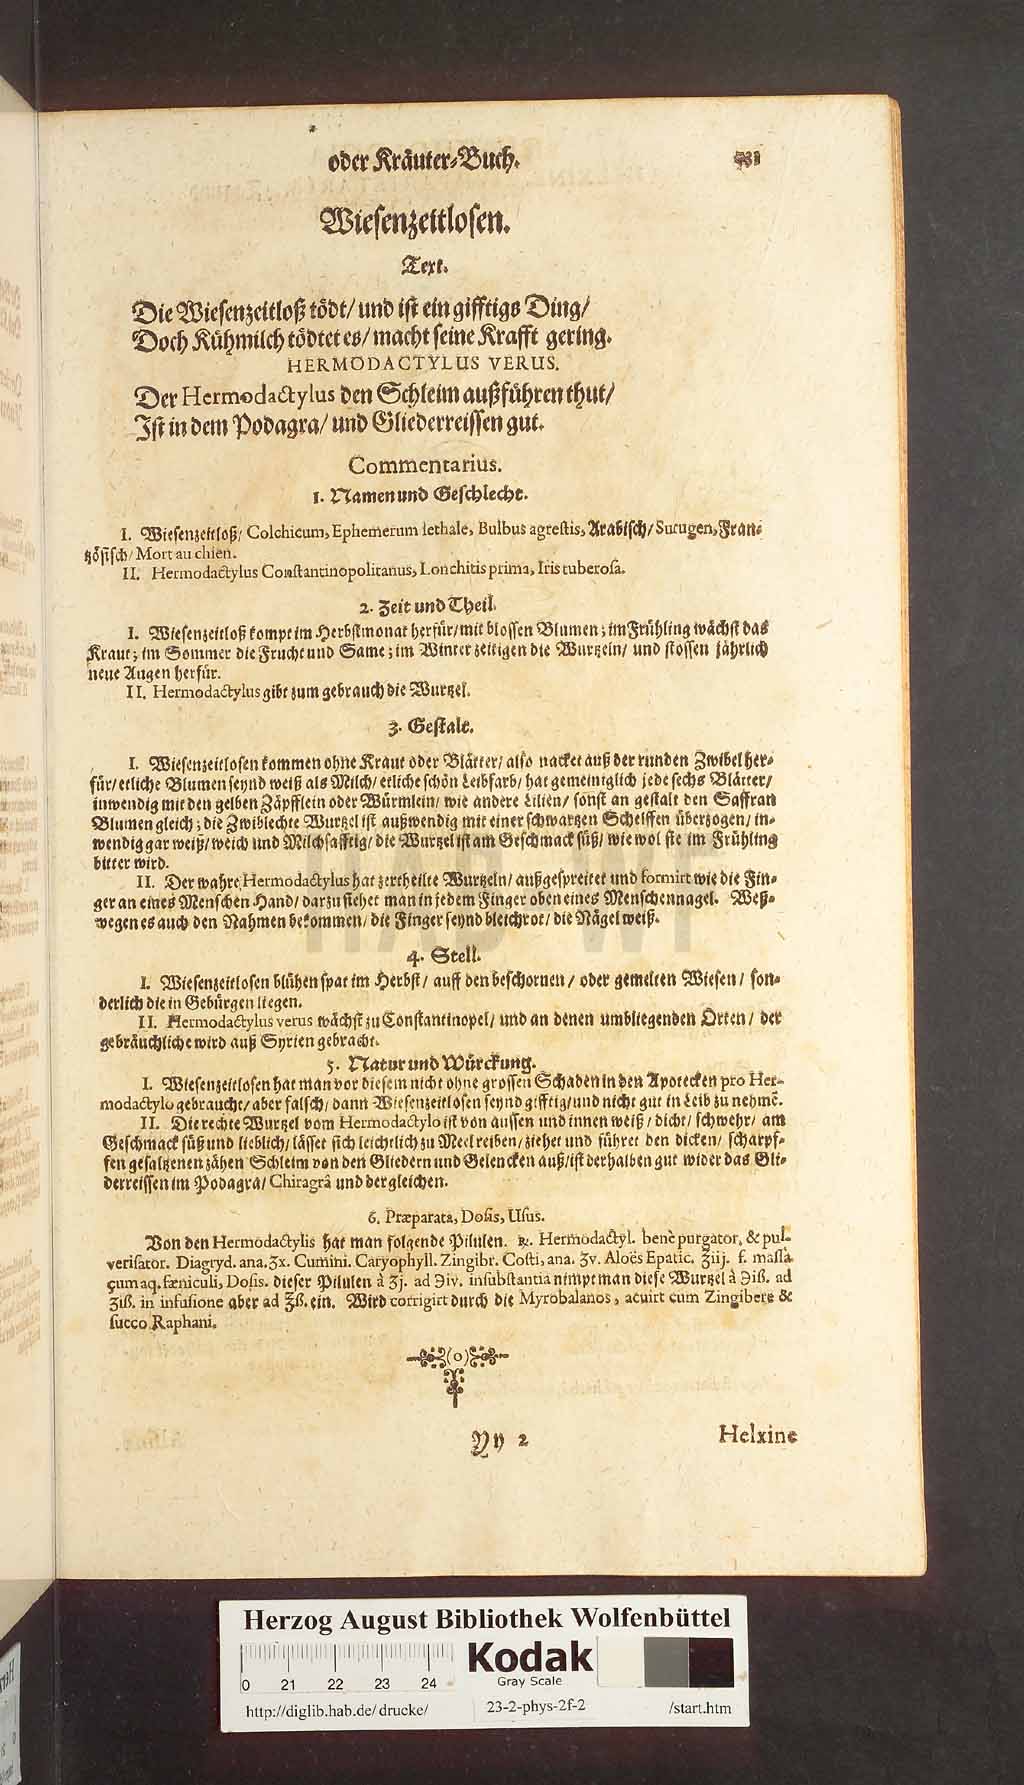 oder Kräuter-Buch.
Wiesenzeitlosen.
Text.
Die Wiesenzeitloß tödt/ und ist ein gifftigs Ding/
Doch Kühmilch tödtet es/ macht seine Krafft gering.
HERMODACTYLUS VERUS.
Der Hermodactylus den Schleim außführen thut/
Ist in dem Podagra/ und Gliederreissen gut.
Commentarius.
1. Namen und Geschlecht.
I. Wiesenzeitloß/ Colchicum, Ephemerum lethale, Bulbus agrestis, Arabisch/ Surugen, Fran-
tzösisch/ Mort au chien.
II. Hermodactylus Constantinopolitanus, Lonchitis prima, Iris tuberosa.
2. Zeit und Theil.
I. Wiesenzeitloß kompt im Herbstmonat herfür/ mit blossen Blumen; im Frühling wächst das
Kraut; im Sommer die Frucht und Same; im Winter zeitigen die Wurtzeln/ und stossen jährlich
neue Augen herfür.
II. Hermodactylus gibt zum gebrauch die Wurtzel.
3. Gestalt.
I. Wiesenzeitlosen kommen ohne Kraut oder Blätter/ also nacket auß der runden Zwibel her-
für/ etliche Blumen seynd weiß als Milch/ etliche schön Leibfarb/ hat gemeiniglich jede sechs Blätter/
inwendig mit den gelben Zäpfflein oder Würmlein/ wie andere Lilien/ sonst an gestalt den Saffran
Blumen gleich; die Zwiblechte Wurtzel ist außwendig mit einer schwartzen Schelffen überzogen/ in-
wendig gar weiß/ weich und Milchsafftig/ die Wurtzel ist am Geschmack süß/ wie wol sie im Frühling
bitter wird.
II. Der wahre Hermodactylus hat zertheilte Wurtzeln/ außgespreitet und formirt wie die Fin-
ger an eines Menschen Hand/ darzu stehet man in jedem Finger oben eines Menschennagel. Weß-
wegen es auch den Nahmen bekommen/ die Finger seynd bleichrot/ die Nägel weiß.
4. Stell.
I. Wiesenzeitlosen blühen spat im Herbst/ auff den beschornen/ oder gemeiten Wiesen/ son-
derlich die in Gebürgen liegen.
II. Hermodactylus verus wächst zu Constantinopel/ und an denen umbliegenden Orten/ der
gebräuchliche wird auß Syrien gebracht.
5. Natur und Würckung.
I. Wiesenzeitlosen hat man vor diesem nicht ohne grossen Schaden in den Apotecken pro Her-
modactylo gebraucht/ aber falsch/ dann Wiesenzeitlosen seynd gifftig/ und nicht gut in Leib zu nehmē.
II. Die rechte Wurtzel vom Hermodactylo ist von aussen und innen weiß/ dicht/ schwehr/ am
Geschmack süß und lieblich/ lässet sich leichtlich zu Meel reiben/ ziehet und führet den dicken/ scharpf-
fen gesaltzenen zähen Schleim von den Gliedern und Gelencken auß/ ist derhalben gut wider das Gli-
derreissen im Podagra/ Chiragrâ und dergleichen.
6. Præparata, Dosis, Usus.
Von den Hermodactylis hat man folgende Pilulen. ℞. Hermodactyl. benè purgator, & pul-
verisator. Diagryd. ana. ʒx. Cumini. Caryophyll. Zingibr. Costi, ana. ʒv. Aloës Epatic. ℥iij. f. massa
cum aq. fæniculi, Dosis. dieser Pilulen à ʒj. ad ℈iv. in substantia nimpt man diese Wurtzel à ℈iß. ad
ʒiß. in infusione aber ad ℥ß. ein. Wird corrigirt durch die Myrobalanos, acuirt cum Zingibere &
succo Raphani.
(o)
Yy 2 Helxine
HAB WF
Herzog August Bibliothek Wolfenbüttel
Kodak
Gray Scale
0 21 22 23 24
http://diglib.hab.de/drucke/ 23-2-phys-2f-2 /start.htm